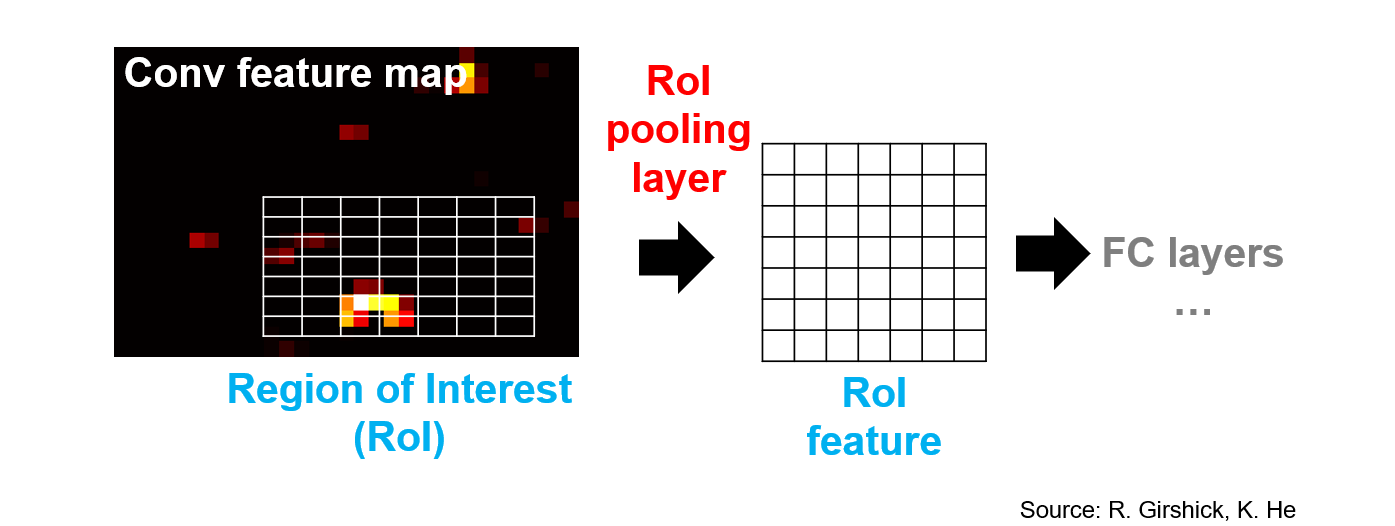 Conv feature map
RoI
pooling
layer
FC layers
...
Region of Interest
(RoI)
RoI
feature
Source: R. Girshick, K. He